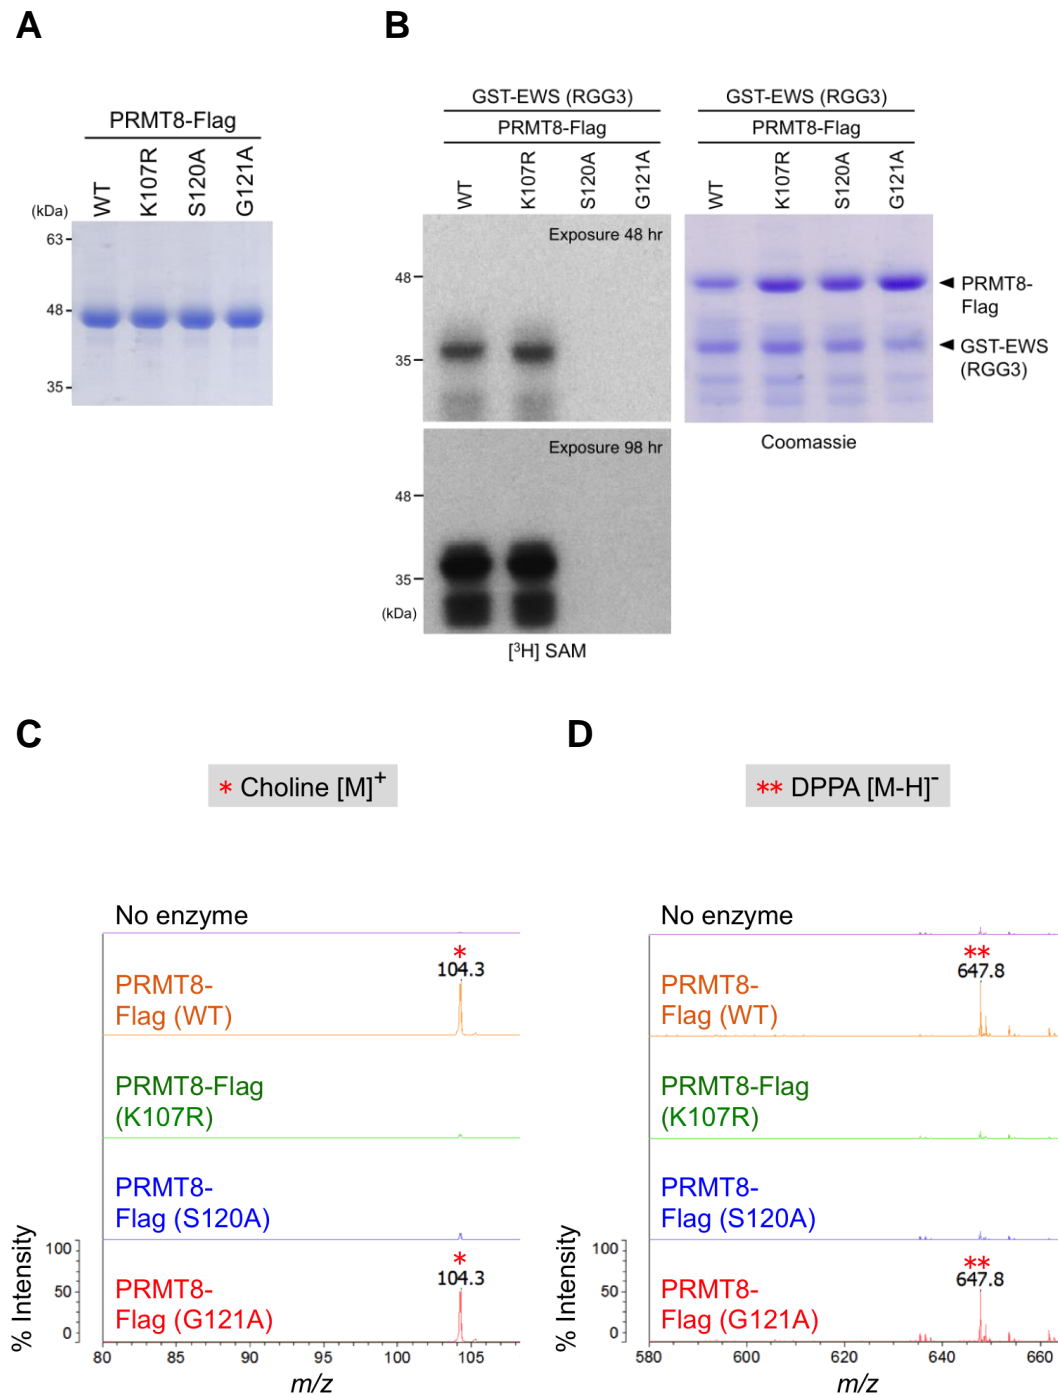 A
B
PRMT8-Flag
WT
K107R
S120A
G121A
(kDa)
63
48
35
GST-EWS (RGG3)
PRMT8-Flag
WT
K107R
S120A
G121A
Exposure 48 hr
48
35
Exposure 98 hr
48
35
(kDa)
[³H] SAM
GST-EWS (RGG3)
PRMT8-Flag
WT
K107R
S120A
G121A
PRMT8-
Flag
GST-EWS
(RGG3)
Coomassie
C
D
* Choline [M]⁺
No enzyme
*
104.3
PRMT8-
Flag (WT)
PRMT8-Flag
(K107R)
PRMT8-
Flag (S120A)
*
104.3
PRMT8-
Flag (G121A)
% Intensity
100
50
0
80
85
90
95
100
105
m/z
** DPPA [M-H]⁻
No enzyme
**
647.8
PRMT8-
Flag (WT)
PRMT8-Flag
(K107R)
PRMT8-
Flag (S120A)
**
647.8
PRMT8-
Flag (G121A)
% Intensity
100
50
0
580
600
620
640
660
m/z